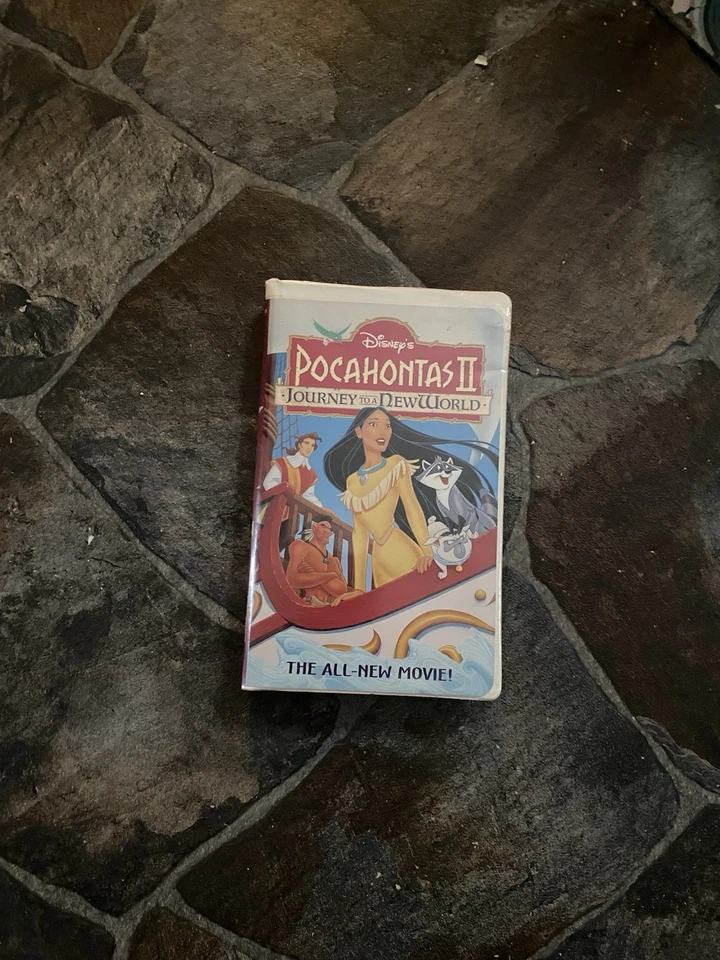 Disney's
POCAHONTAS II
JOURNEY TO A NEW WORLD
THE ALL-NEW MOVIE!